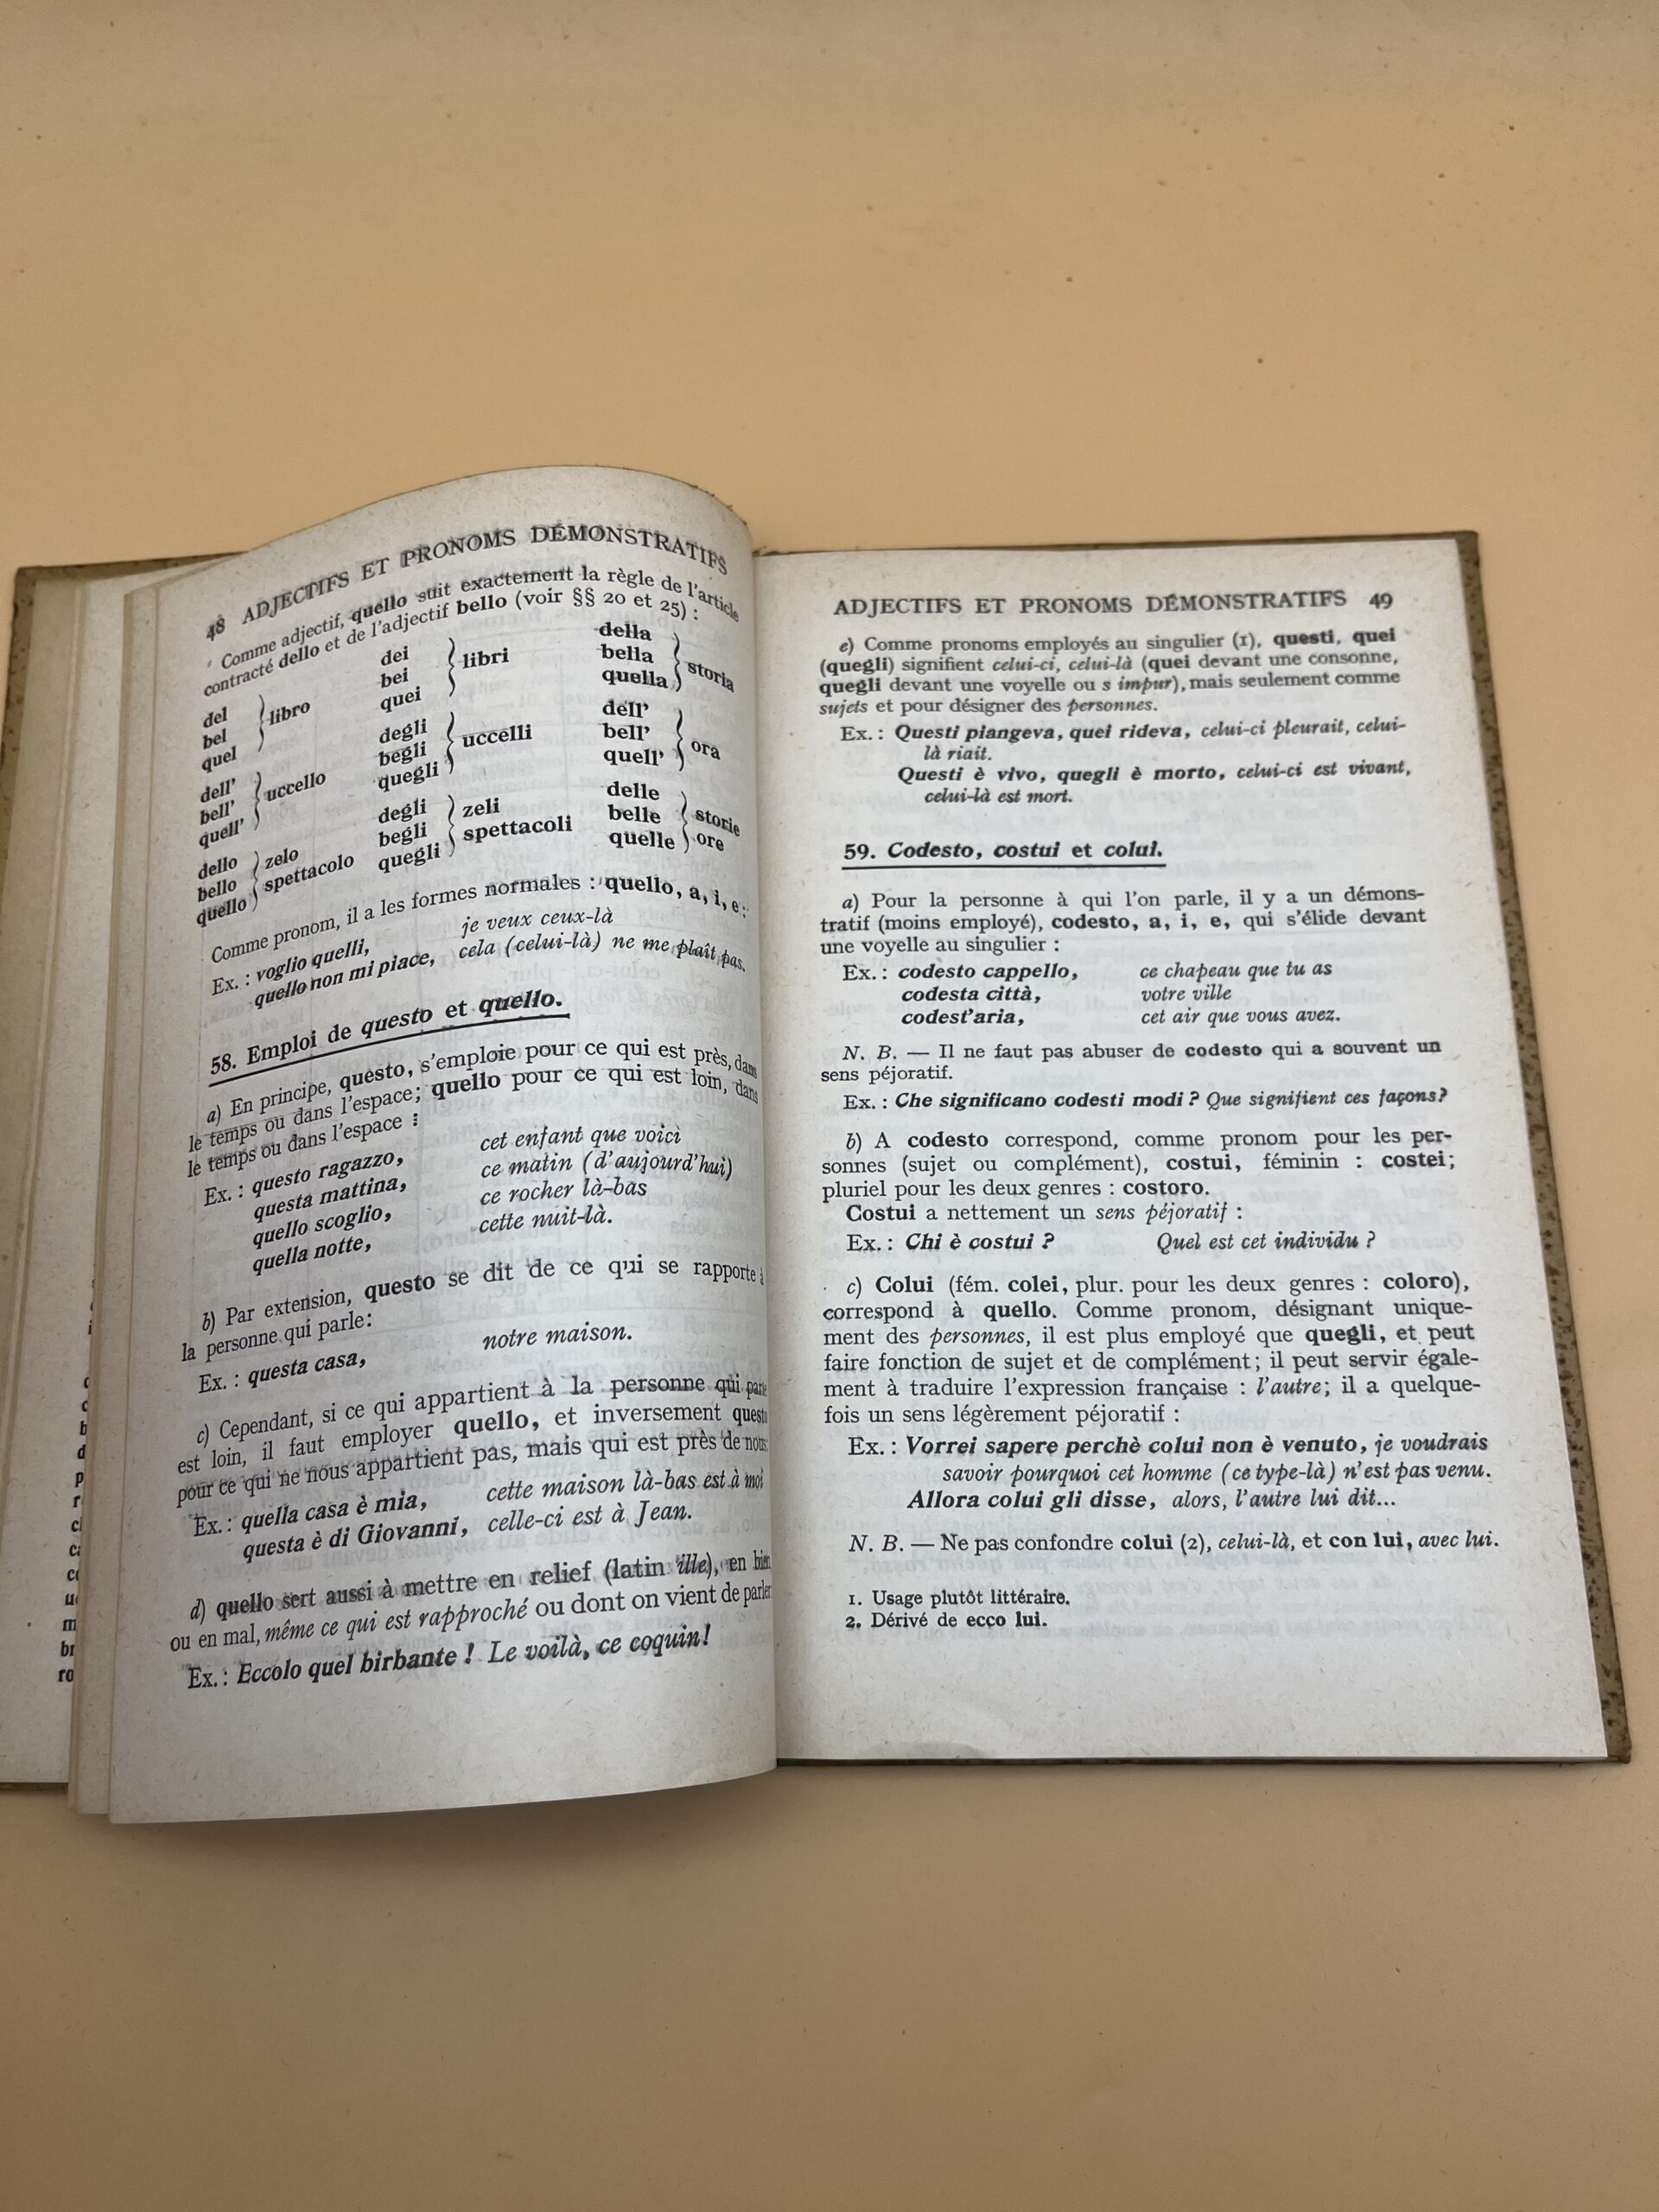 48 ADJECTIFS ET PRONOMS DÉMONSTRATIFS
Comme adjectif, quello suit exactement la règle de l'article
contracté dello et de l'adjectif bello (voir §§ 20 et 25) :
del
bel
quel
libro
dei
bei
quei
libri
della
bella
quella
storia
dell'
bell'
quell'
uccello
degli
begli
quegli
uccelli
dell'
bell'
quell'
ora
dello
bello
quello
zelo
spettacolo
degli
begli
quegli
zeli
spettacoli
delle
belle
quelle
storie
ore
Comme pronom, il a les formes normales : quello, a, i, e :
Ex. : voglio quelli, je veux ceux-là
quello non mi piace, cela (celui-là) ne me plaît pas.
58. Emploi de questo et quello.
a) En principe, questo, s'emploie pour ce qui est près, dans
le temps ou dans l'espace; quello pour ce qui est loin, dans
le temps ou dans l'espace :
Ex. : questo ragazzo, cet enfant que voici
questa mattina, ce matin (d'aujourd'hui)
quello scoglio, ce rocher là-bas
quella notte, cette nuit-là.
b) Par extension, questo se dit de ce qui se rapporte à
la personne qui parle :
Ex. : questa casa, notre maison.
c) Cependant, si ce qui appartient à la personne qui parle
est loin, il faut employer quello, et inversement questo
pour ce qui ne nous appartient pas, mais qui est près de nous:
Ex. : quella casa è mia, cette maison là-bas est à moi
questa è di Giovanni, celle-ci est à Jean.
d) quello sert aussi à mettre en relief (latin ille), en bien
ou en mal, même ce qui est rapproché ou dont on vient de parler
Ex. : Eccolo quel birbante ! Le voilà, ce coquin!
ADJECTIFS ET PRONOMS DÉMONSTRATIFS 49
e) Comme pronoms employés au singulier (1), questi, quei
(quegli) signifient celui-ci, celui-là (quei devant une consonne,
quegli devant une voyelle ou s impur), mais seulement comme
sujets et pour désigner des personnes.
Ex. : Questi piangeva, quei rideva, celui-ci pleurait, celui-
là riait.
Questi è vivo, quegli è morto, celui-ci est vivant,
celui-là est mort.
59. Codesto, costui et colui.
a) Pour la personne à qui l'on parle, il y a un démons-
tratif (moins employé), codesto, a, i, e, qui s'élide devant
une voyelle au singulier :
Ex. : codesto cappello, ce chapeau que tu as
codesta città, votre ville
codest'aria, cet air que vous avez.
N. B. — Il ne faut pas abuser de codesto qui a souvent un
sens péjoratif.
Ex. : Che significano codesti modi ? Que signifient ces façons?
b) A codesto correspond, comme pronom pour les per-
sonnes (sujet ou complément), costui, féminin : costei;
pluriel pour les deux genres : costoro.
Costui a nettement un sens péjoratif :
Ex. : Chi è costui ? Quel est cet individu ?
c) Colui (fém. colei, plur. pour les deux genres : coloro),
correspond à quello. Comme pronom, désignant unique-
ment des personnes, il est plus employé que quegli, et peut
faire fonction de sujet et de complément; il peut servir égale-
ment à traduire l'expression française : l'autre; il a quelque-
fois un sens légèrement péjoratif :
Ex. : Vorrei sapere perchè colui non è venuto, je voudrais
savoir pourquoi cet homme (ce type-là) n'est pas venu.
Allora colui gli disse, alors, l'autre lui dit...
N. B. — Ne pas confondre colui (2), celui-là, et con lui, avec lui.
1. Usage plutôt littéraire.
2. Dérivé de ecco lui.